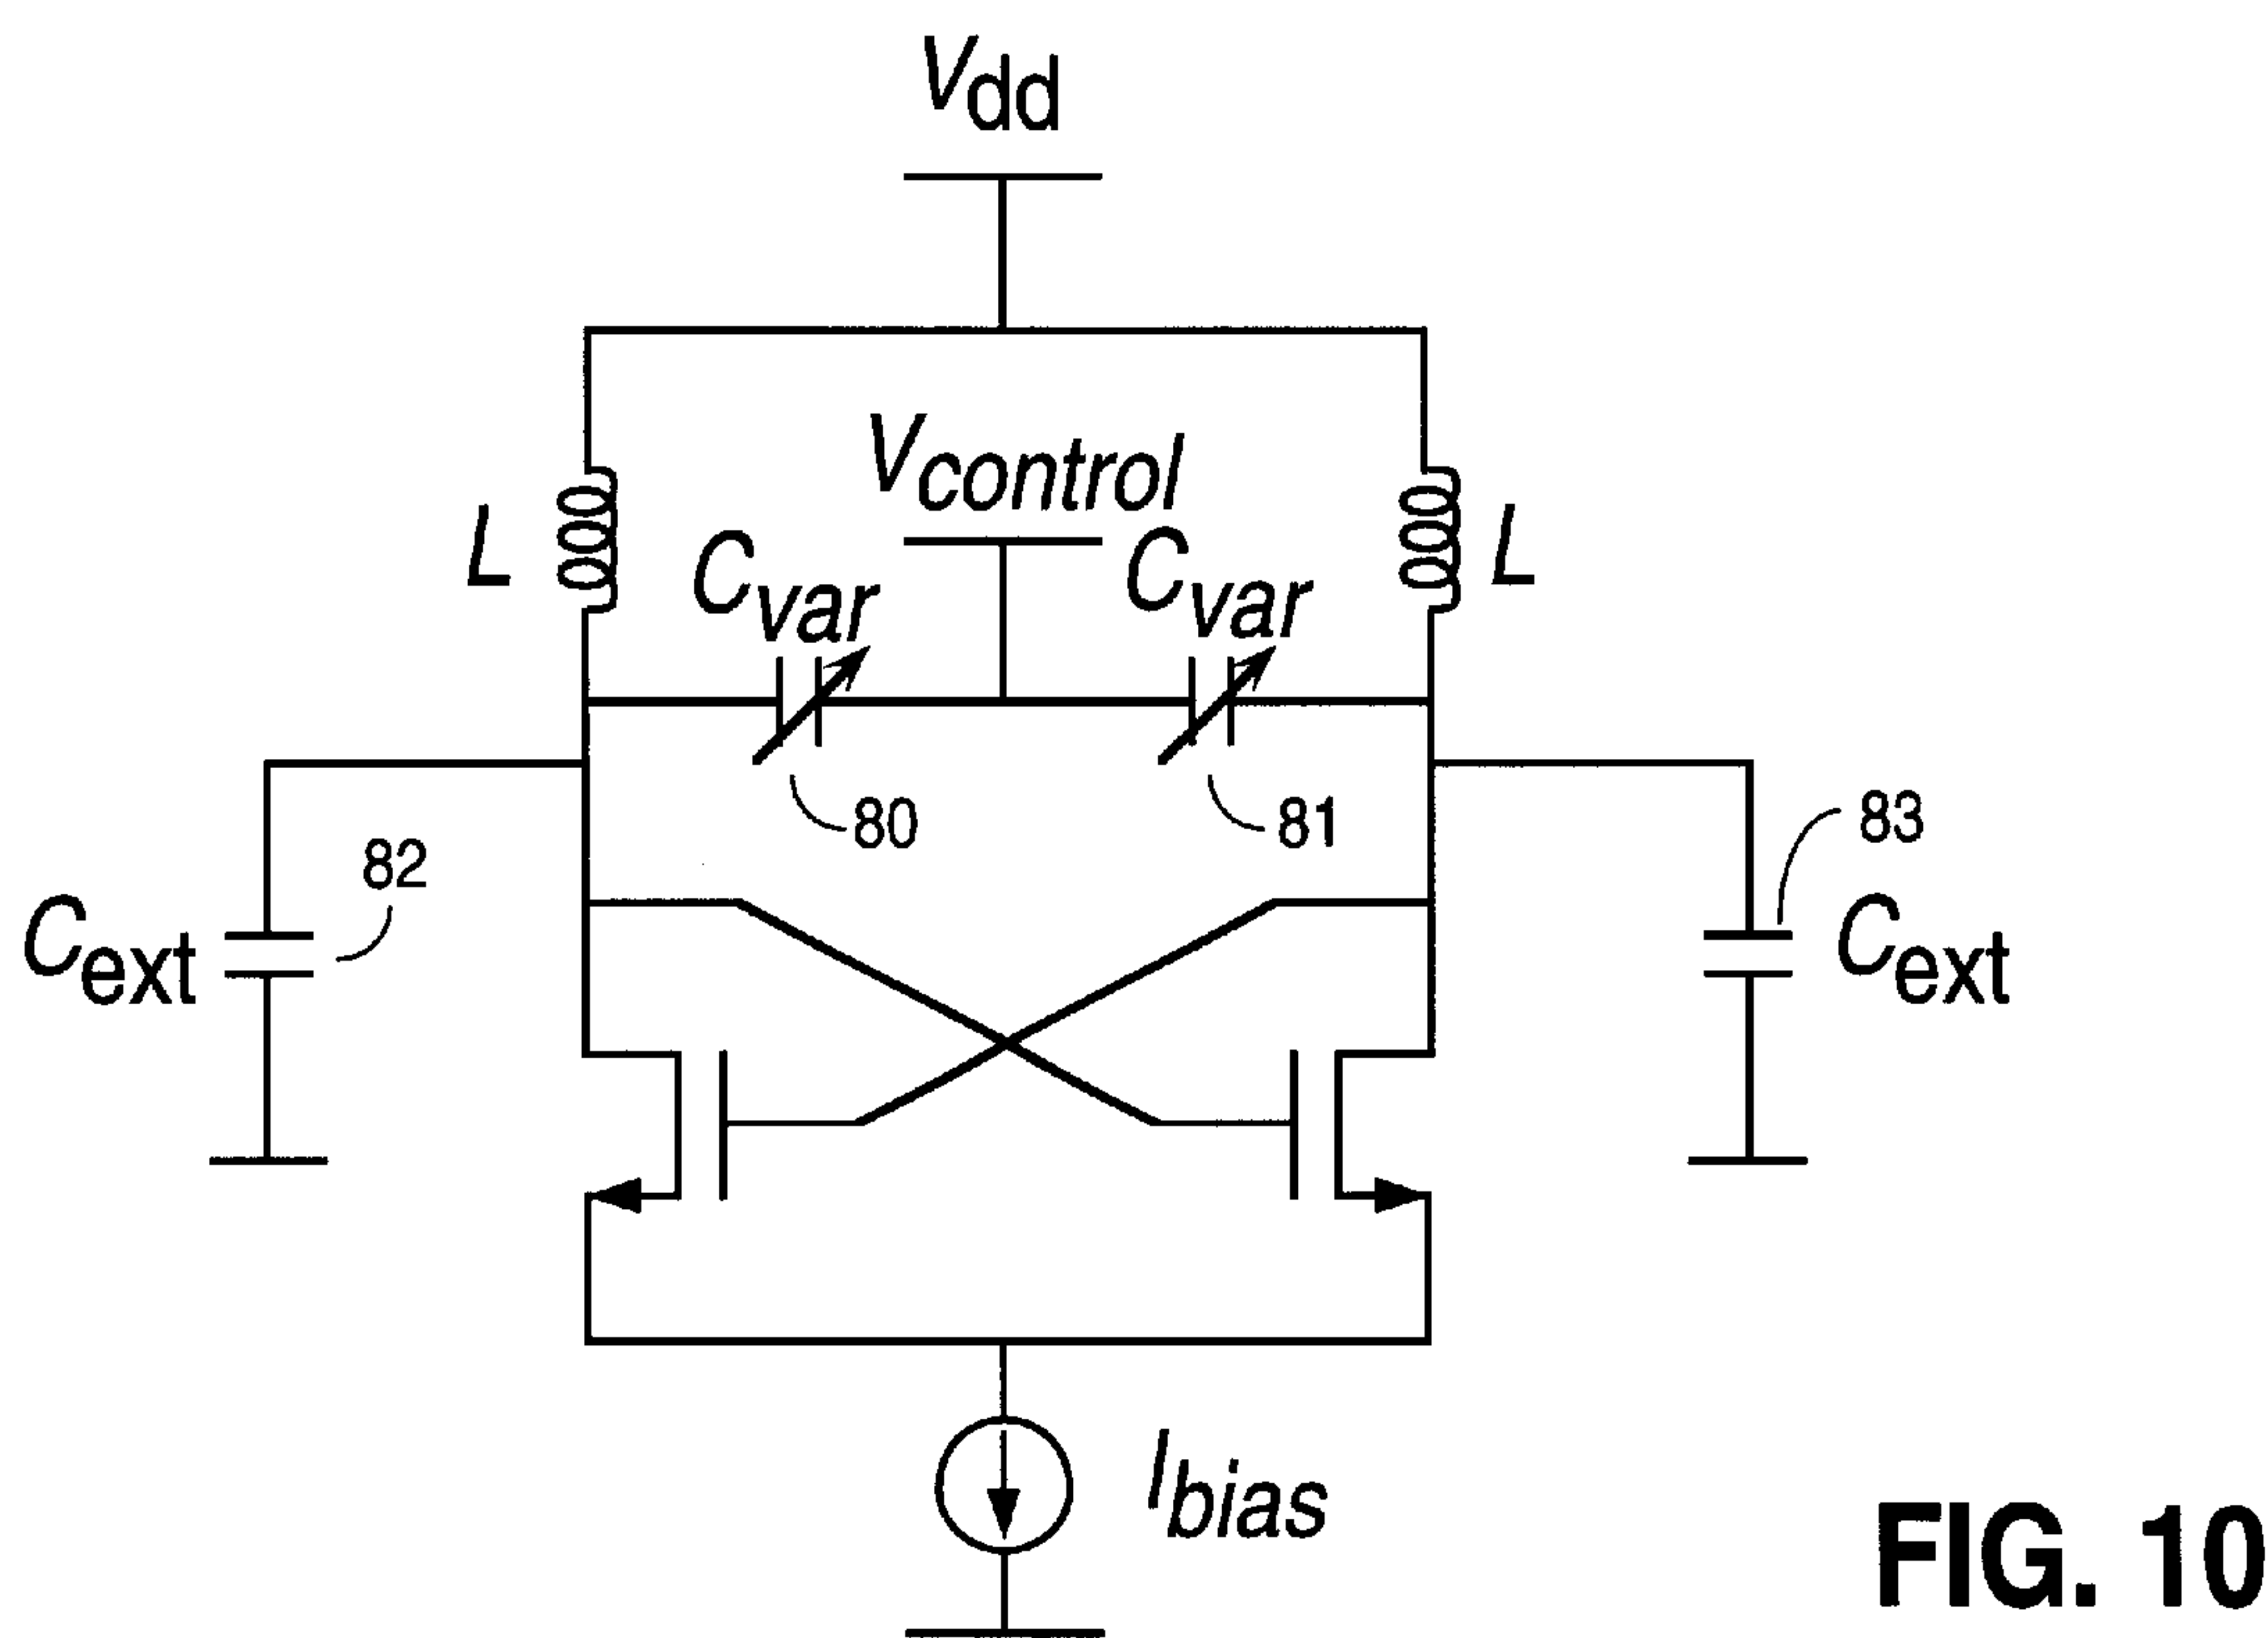 Vdd
Vcontrol
L
Cvar
Cvar
L
80
81
82
83
Cext
Cext
Ibias
FIG. 10